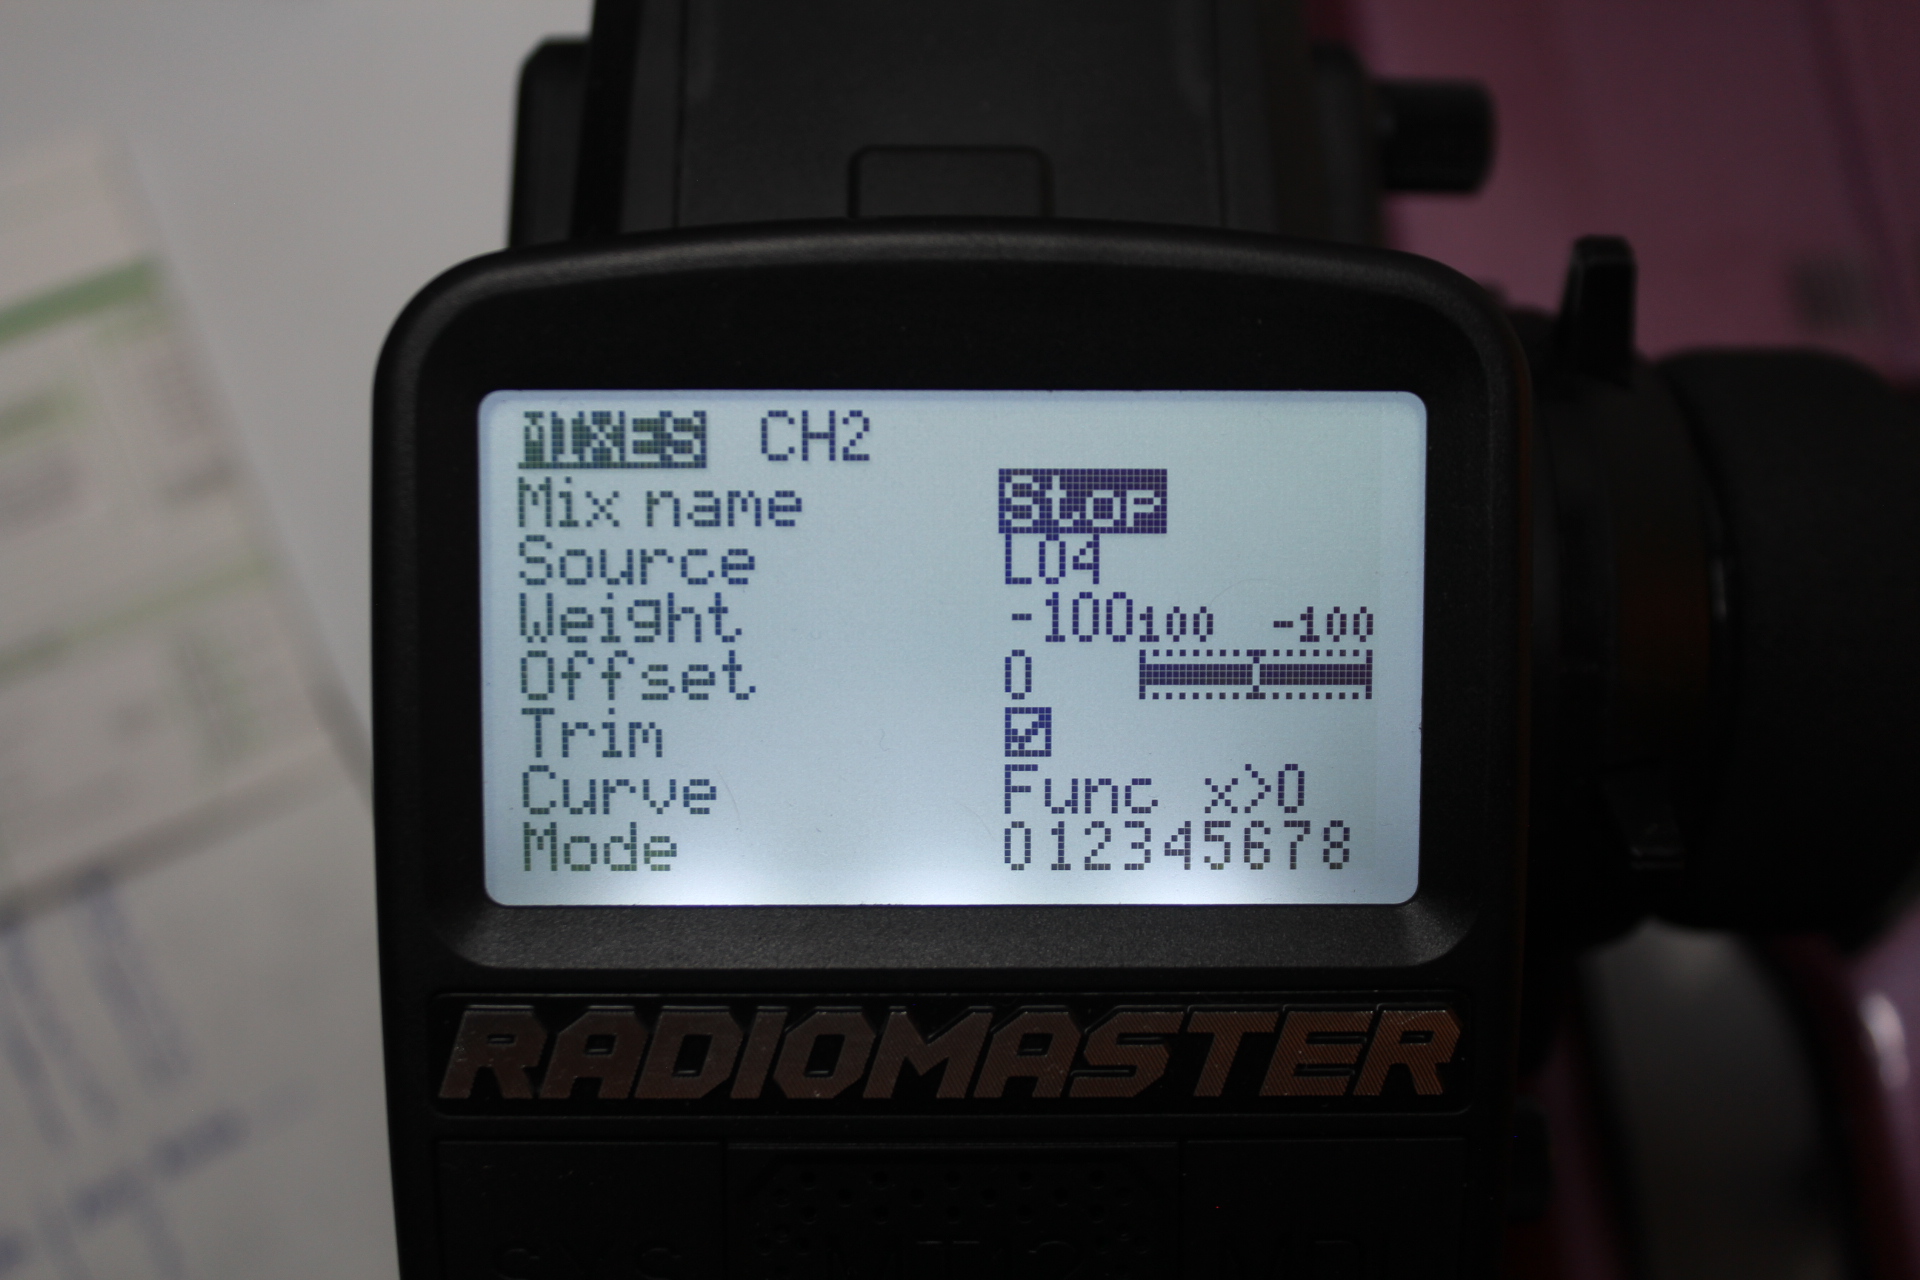 MIXES CH2
Mix name Stop
Source L04
Weight -100 100 -100
Offset 0
Trim
Curve Func x>0
Mode 012345678
RADIOMASTER